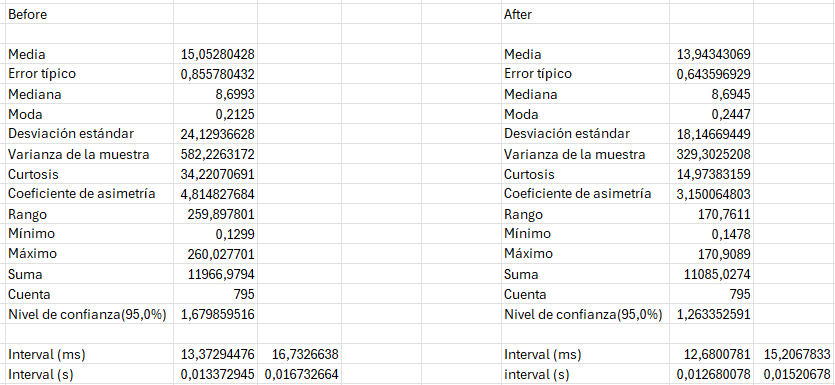 Before After
Media 15,05280428 Media 13,94343069
Error típico 0,855780432 Error típico 0,643596929
Mediana 8,6993 Mediana 8,6945
Moda 0,2125 Moda 0,2447
Desviación estándar 24,12936628 Desviación estándar 18,14669449
Varianza de la muestra 582,2263172 Varianza de la muestra 329,3025208
Curtosis 34,22070691 Curtosis 14,97383159
Coeficiente de asimetría 4,814827684 Coeficiente de asimetría 3,150064803
Rango 259,897801 Rango 170,7611
Mínimo 0,1299 Mínimo 0,1478
Máximo 260,027701 Máximo 170,9089
Suma 11966,9794 Suma 11085,0274
Cuenta 795 Cuenta 795
Nivel de confianza(95,0%) 1,679859516 Nivel de confianza(95,0%) 1,263352591
Interval (ms) 13,37294476 16,7326638 Interval (ms) 12,6800781 15,2067833
Interval (s) 0,013372945 0,016732664 interval (s) 0,012680078 0,01520678